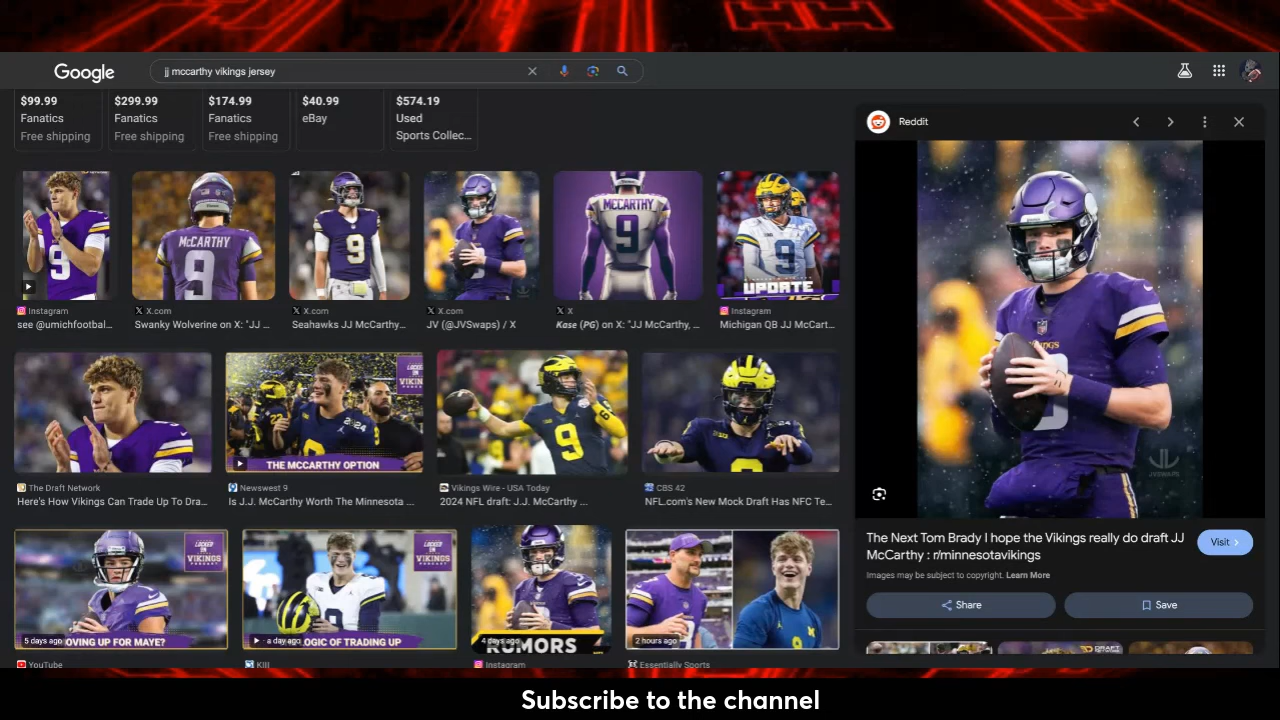 Google
jj mccarthy vikings jersey
$99.99
Fanatics
Free shipping
$299.99
Fanatics
Free shipping
$174.99
Fanatics
Free shipping
$40.99
eBay
$574.19
Used
Sports Collec...
Reddit
MCCARTHY
9
UPDATE
Instagram
see @umichfootbal...
X.com
Swanky Wolverine on X: "JJ ...
X.com
Seahawks JJ McCarthy...
X.com
JV (@JVSwaps) / X
X
Kase (PG) on X: "JJ McCarthy, ...
Instagram
Michigan QB JJ McCart...
THE MCCARTHY OPTION
The Draft Network
Here's How Vikings Can Trade Up To Dra...
Newswest 9
Is J.J. McCarthy Worth The Minnesota ...
Vikings Wire - USA Today
2024 NFL draft: J.J. McCarthy ...
CBS 42
NFL.com's New Mock Draft Has NFC Te...
LOCKED ON
VIKINGS
PODCAST
5 days ago
OVING UP FOR MAYE?
a day ago
OGIC OF TRADING UP
4 days ago
RUMORS
2 hours ago
YouTube
KIII
Instagram
Essentially Sports
The Next Tom Brady I hope the Vikings really do draft JJ
McCarthy : r/minnesotavikings
Visit
Images may be subject to copyright. Learn More
Share
Save
Subscribe to the channel